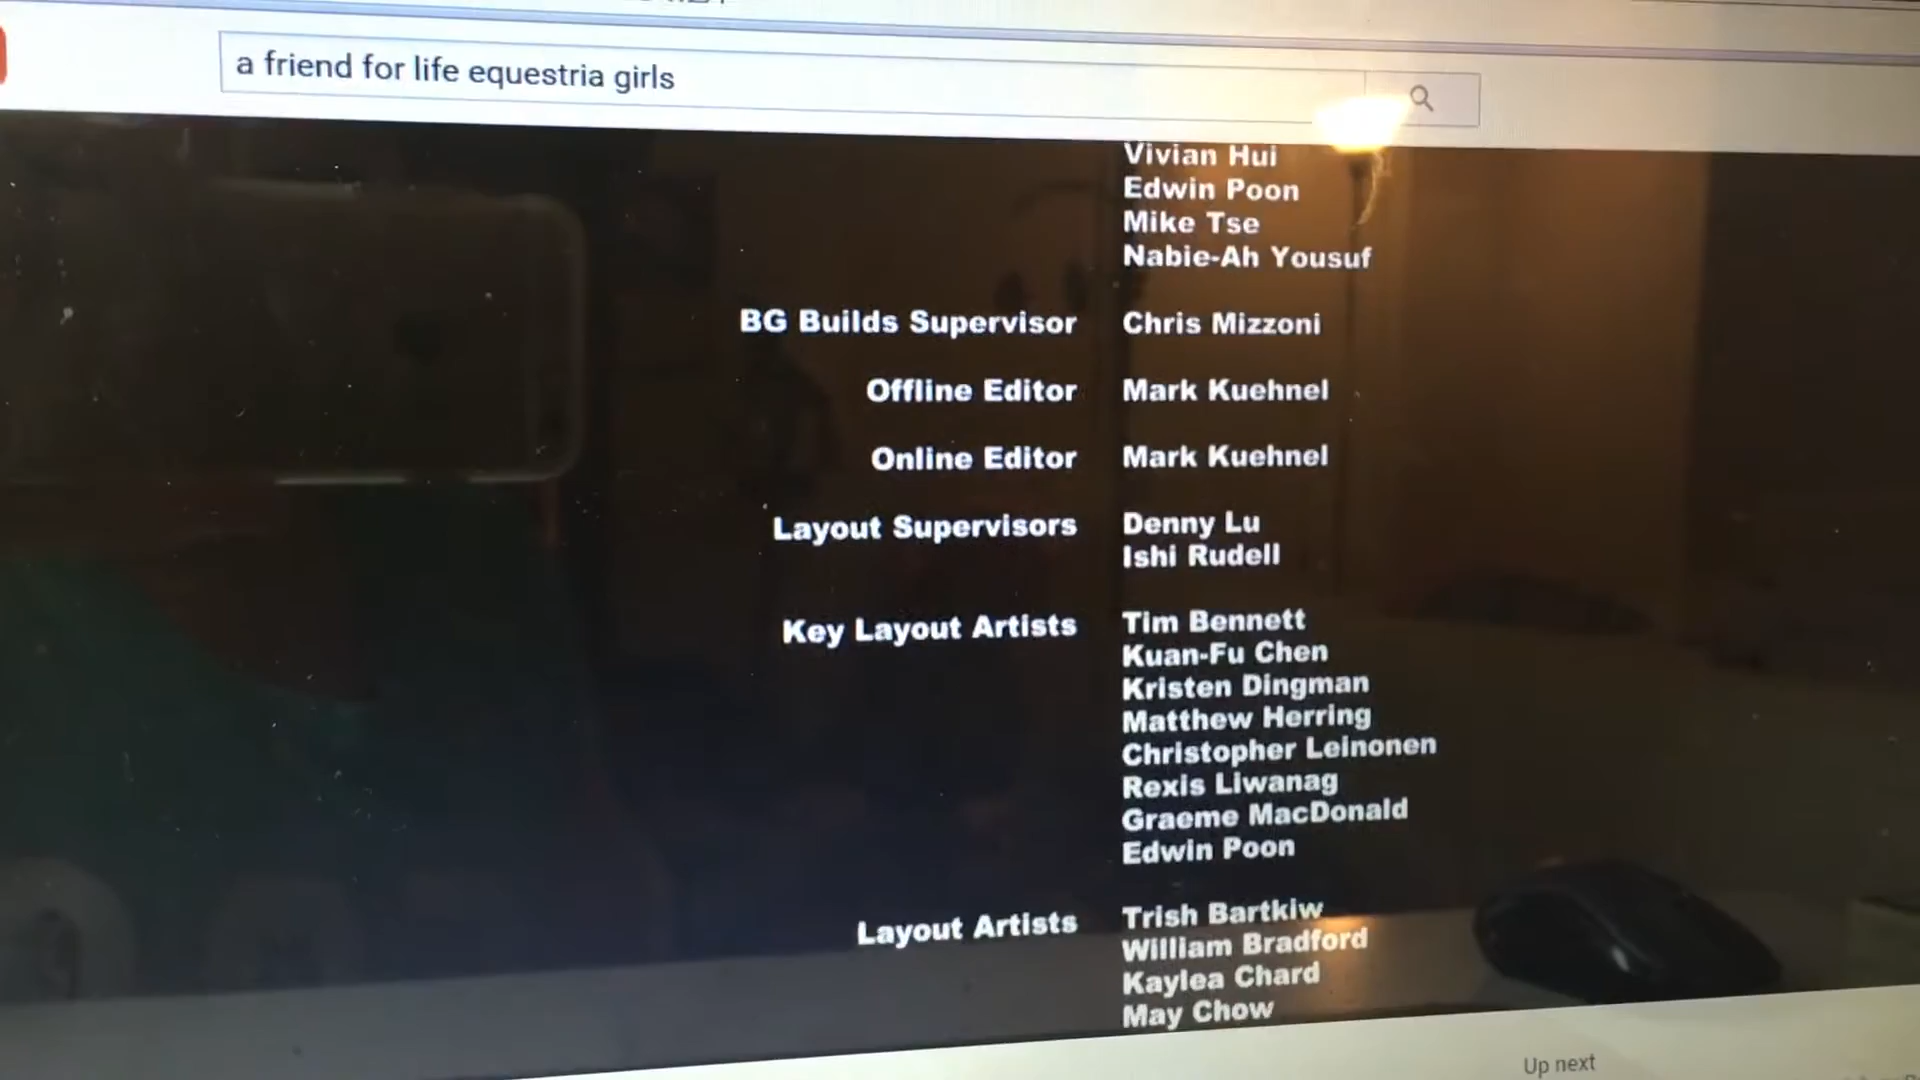 a friend for life equestria girls
Vivian Hui
Edwin Poon
Mike Tse
Nabie-Ah Yousuf
BG Builds Supervisor Chris Mizzoni
Offline Editor Mark Kuehnel
Online Editor Mark Kuehnel
Layout Supervisors Denny Lu
Ishi Rudell
Key Layout Artists Tim Bennett
Kuan-Fu Chen
Kristen Dingman
Matthew Herring
Christopher Leinonen
Rexis Liwanag
Graeme MacDonald
Edwin Poon
Layout Artists Trish Bartkiw
William Bradford
Kaylea Chard
May Chow
Up next